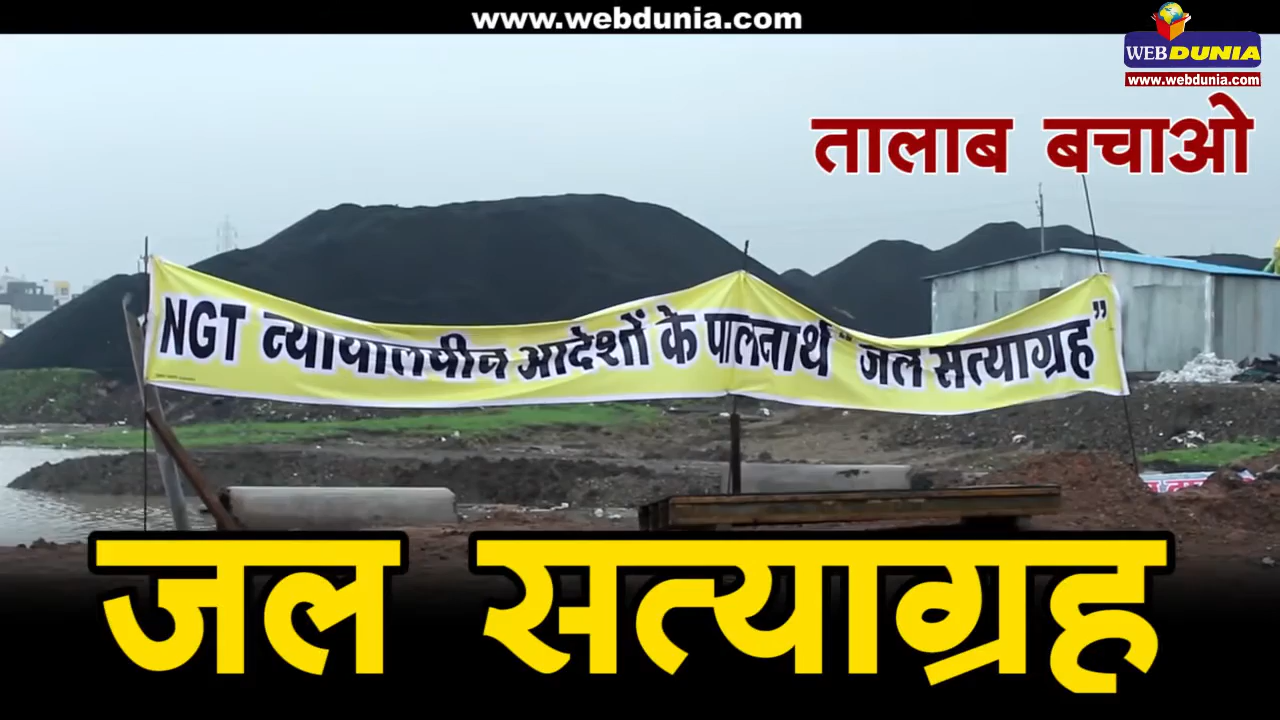 www.webdunia.com
WEBDUNIA
www.webdunia.com
तालाब बचाओ
NGT न्यायालयीन आदेशों के पालनार्थ "जल सत्याग्रह"
जल सत्याग्रह